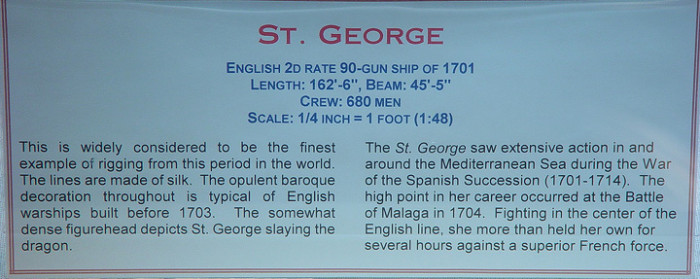 ST. GEORGE
ENGLISH 2D RATE 90-GUN SHIP OF 1701
LENGTH: 162'-6", BEAM: 45'-5"
CREW: 680 MEN
SCALE: 1/4 INCH = 1 FOOT (1:48)
This is widely considered to be the finest
example of rigging from this period in the world.
The lines are made of silk. The opulent baroque
decoration throughout is typical of English
warships built before 1703. The somewhat
dense figurehead depicts St. George slaying the
dragon.
The St. George saw extensive action in and
around the Mediterranean Sea during the War
of the Spanish Succession (1701-1714). The
high point in her career occurred at the Battle
of Malaga in 1704. Fighting in the center of the
English line, she more than held her own for
several hours against a superior French force.